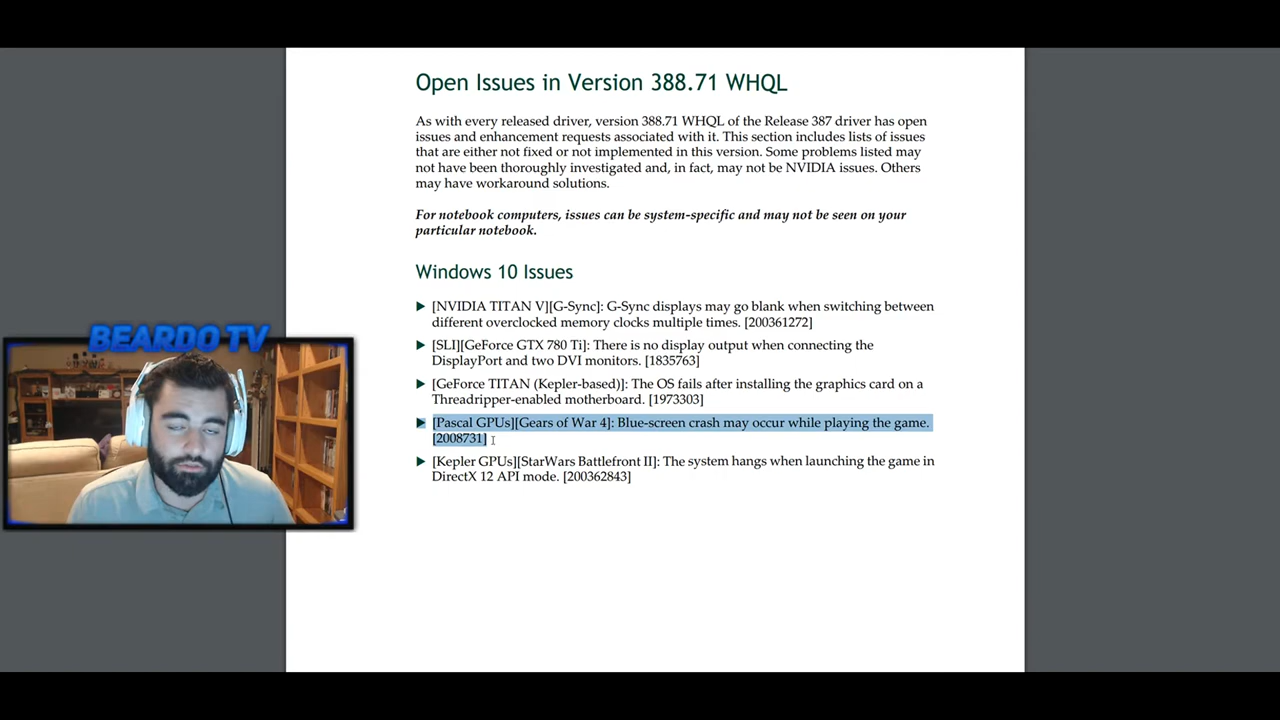 Open Issues in Version 388.71 WHQL
As with every released driver, version 388.71 WHQL of the Release 387 driver has open
issues and enhancement requests associated with it. This section includes lists of issues
that are either not fixed or not implemented in this version. Some problems listed may
not have been thoroughly investigated and, in fact, may not be NVIDIA issues. Others
may have workaround solutions.
For notebook computers, issues can be system-specific and may not be seen on your
particular notebook.
Windows 10 Issues
[NVIDIA TITAN V][G-Sync]: G-Sync displays may go blank when switching between
different overclocked memory clocks multiple times. [200361272]
[SLI][GeForce GTX 780 Ti]: There is no display output when connecting the
DisplayPort and two DVI monitors. [1835763]
[GeForce TITAN (Kepler-based)]: The OS fails after installing the graphics card on a
Threadripper-enabled motherboard. [1973303]
[Pascal GPUs][Gears of War 4]: Blue-screen crash may occur while playing the game.
[2008731]
[Kepler GPUs][StarWars Battlefront II]: The system hangs when launching the game in
DirectX 12 API mode. [200362843]
BEARDO TV